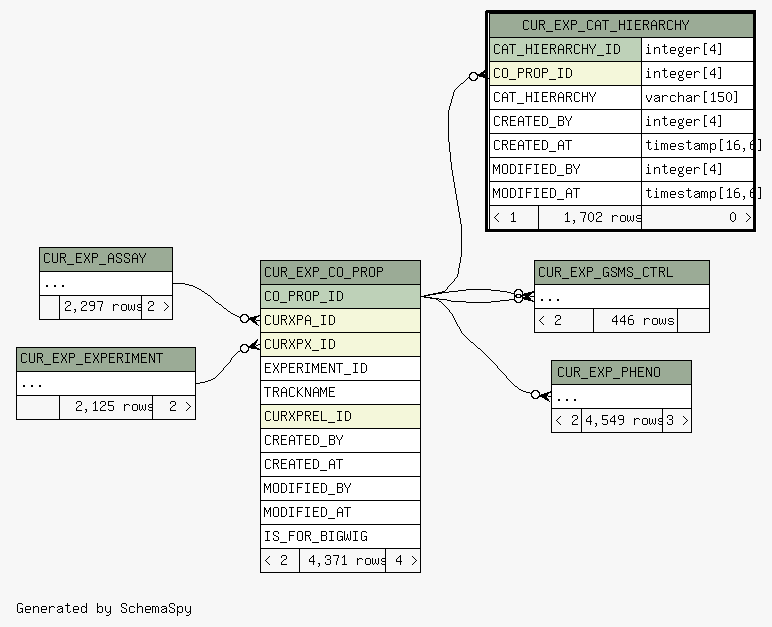 CUR_EXP_CAT_HIERARCHY
CAT_HIERARCHY_ID integer[4]
CO_PROP_ID integer[4]
CAT_HIERARCHY varchar[150]
CREATED_BY integer[4]
CREATED_AT timestamp[16,6]
MODIFIED_BY integer[4]
MODIFIED_AT timestamp[16,6]
< 1 1,702 rows 0 >
CUR_EXP_ASSAY
...
2,297 rows 2 >
CUR_EXP_EXPERIMENT
...
2,125 rows 2 >
CUR_EXP_CO_PROP
CO_PROP_ID
CURXPA_ID
CURXPX_ID
EXPERIMENT_ID
TRACKNAME
CURXPREL_ID
CREATED_BY
CREATED_AT
MODIFIED_BY
MODIFIED_AT
IS_FOR_BIGWIG
< 2 4,371 rows 4 >
CUR_EXP_GSMS_CTRL
...
< 2 446 rows
CUR_EXP_PHENO
...
< 2 4,549 rows 3 >
Generated by SchemaSpy